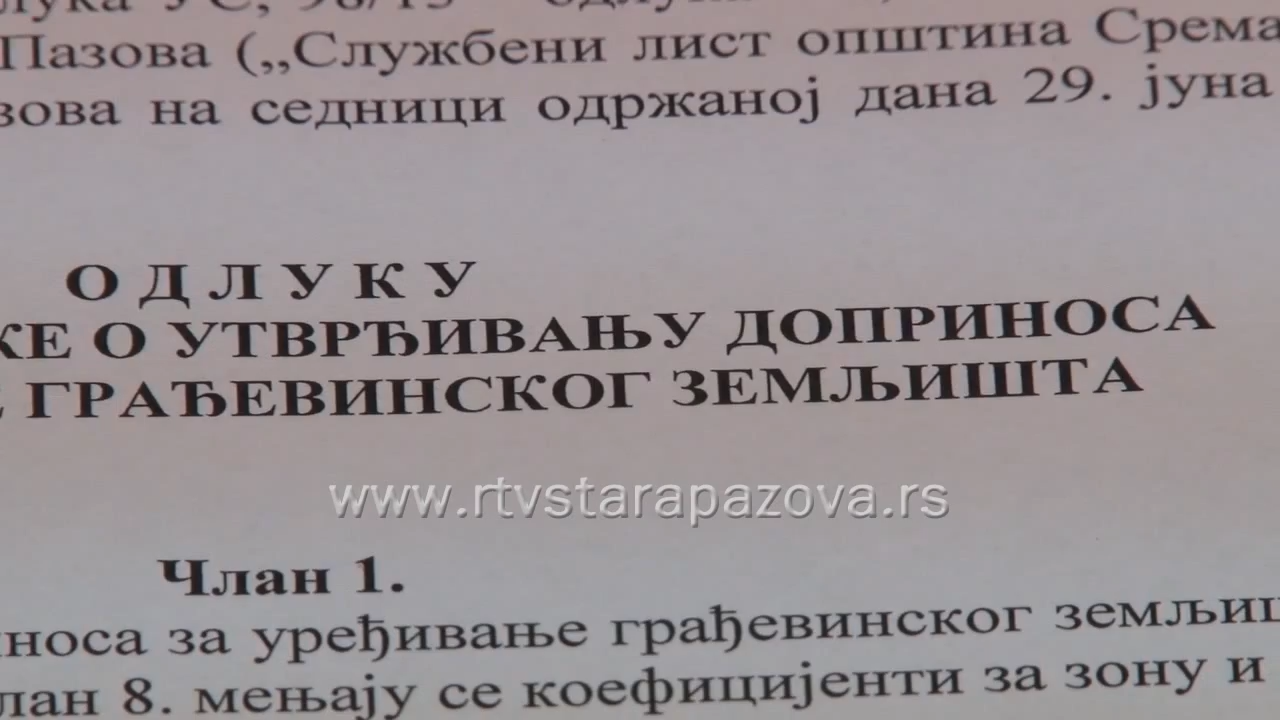 Пазова („Службени лист општина Срема
зова на седници одржаној дана 29. јуна
О Д Л У К У
КЕ О УТВРЂИВАЊУ ДОПРИНОСА
Е ГРАЂЕВИНСКОГ ЗЕМЉИШТА
www.rtvstarapazova.rs
Члан 1.
носа за уређивање грађевинског земљиш
лан 8. мењају се коефицијенти за зону и